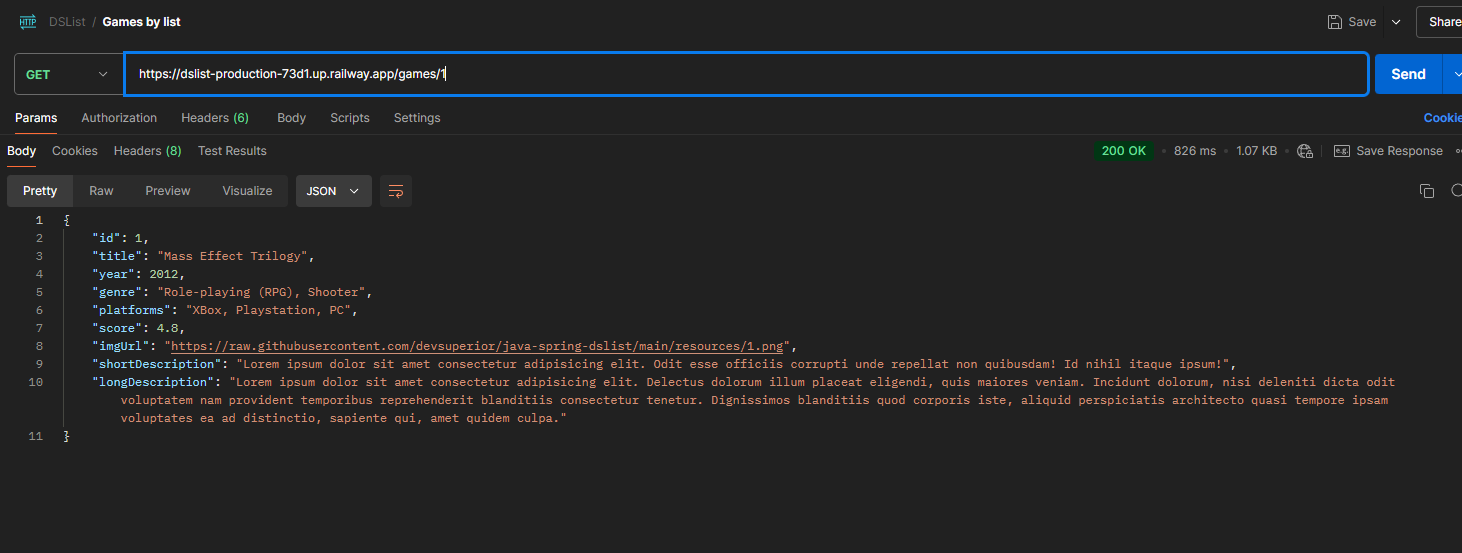 HTTP DSList / Games by list Save Share
GET https://dslist-production-73d1.up.railway.app/games/1 Send
Params Authorization Headers (6) Body Scripts Settings Cookie
Body Cookies Headers (8) Test Results 200 OK • 826 ms • 1.07 KB • e.g. Save Response
Pretty Raw Preview Visualize JSON
1 {
2 "id": 1,
3 "title": "Mass Effect Trilogy",
4 "year": 2012,
5 "genre": "Role-playing (RPG), Shooter",
6 "platforms": "XBox, Playstation, PC",
7 "score": 4.8,
8 "imgUrl": "https://raw.githubusercontent.com/devsuperior/java-spring-dslist/main/resources/1.png",
9 "shortDescription": "Lorem ipsum dolor sit amet consectetur adipisicing elit. Odit esse officiis corrupti unde repellat non quibusdam! Id nihil itaque ipsum!",
10 "longDescription": "Lorem ipsum dolor sit amet consectetur adipisicing elit. Delectus dolorum illum placeat eligendi, quis maiores veniam. Incidunt dolorum, nisi deleniti dicta odit
voluptatem nam provident temporibus reprehenderit blanditiis consectetur tenetur. Dignissimos blanditiis quod corporis iste, aliquid perspiciatis architecto quasi tempore ipsam
voluptates ea ad distinctio, sapiente qui, amet quidem culpa."
11 }